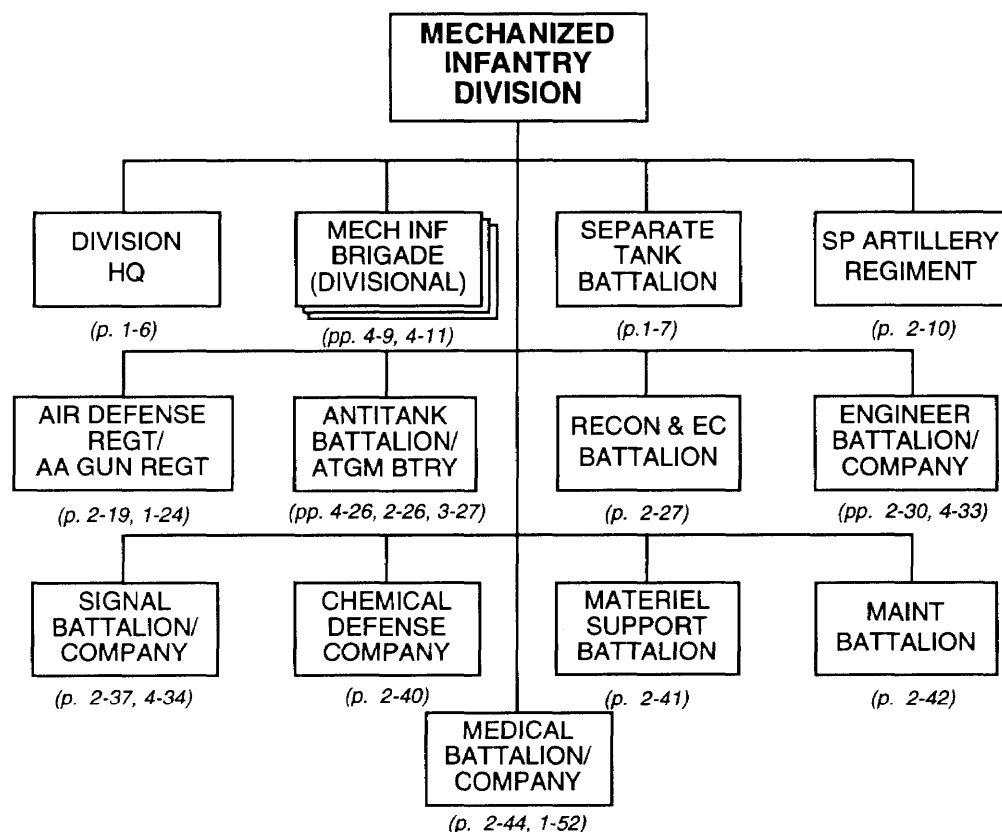 MECHANIZED
INFANTRY
DIVISION
DIVISION
HQ
(p. 1-6)
MECH INF
BRIGADE
(DIVISIONAL)
(pp. 4-9, 4-11)
SEPARATE
TANK
BATTALION
(p.1-7)
SP ARTILLERY
REGIMENT
(p. 2-10)
AIR DEFENSE
REGT/
AA GUN REGT
(p. 2-19, 1-24)
ANTITANK
BATTALION/
ATGM BTRY
(pp. 4-26, 2-26, 3-27)
RECON & EC
BATTALION
(p. 2-27)
ENGINEER
BATTALION/
COMPANY
(pp. 2-30, 4-33)
SIGNAL
BATTALION/
COMPANY
(p. 2-37, 4-34)
CHEMICAL
DEFENSE
COMPANY
(p. 2-40)
MATERIEL
SUPPORT
BATTALION
(p. 2-41)
MAINT
BATTALION
(p. 2-42)
MEDICAL
BATTALION/
COMPANY
(p. 2-44, 1-52)